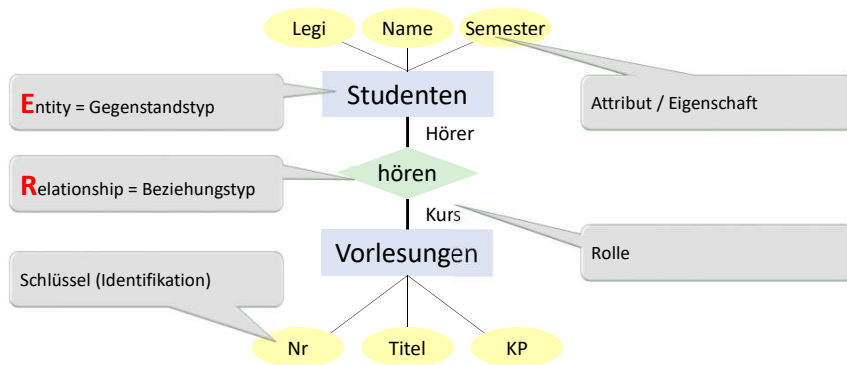 Legi
Name
Semester
Entity = Gegenstandstyp
Studenten
Attribut / Eigenschaft
Hörer
Relationship = Beziehungstyp
hören
Kurs
Rolle
Vorlesungen
Schlüssel (Identifikation)
Nr
Titel
KP